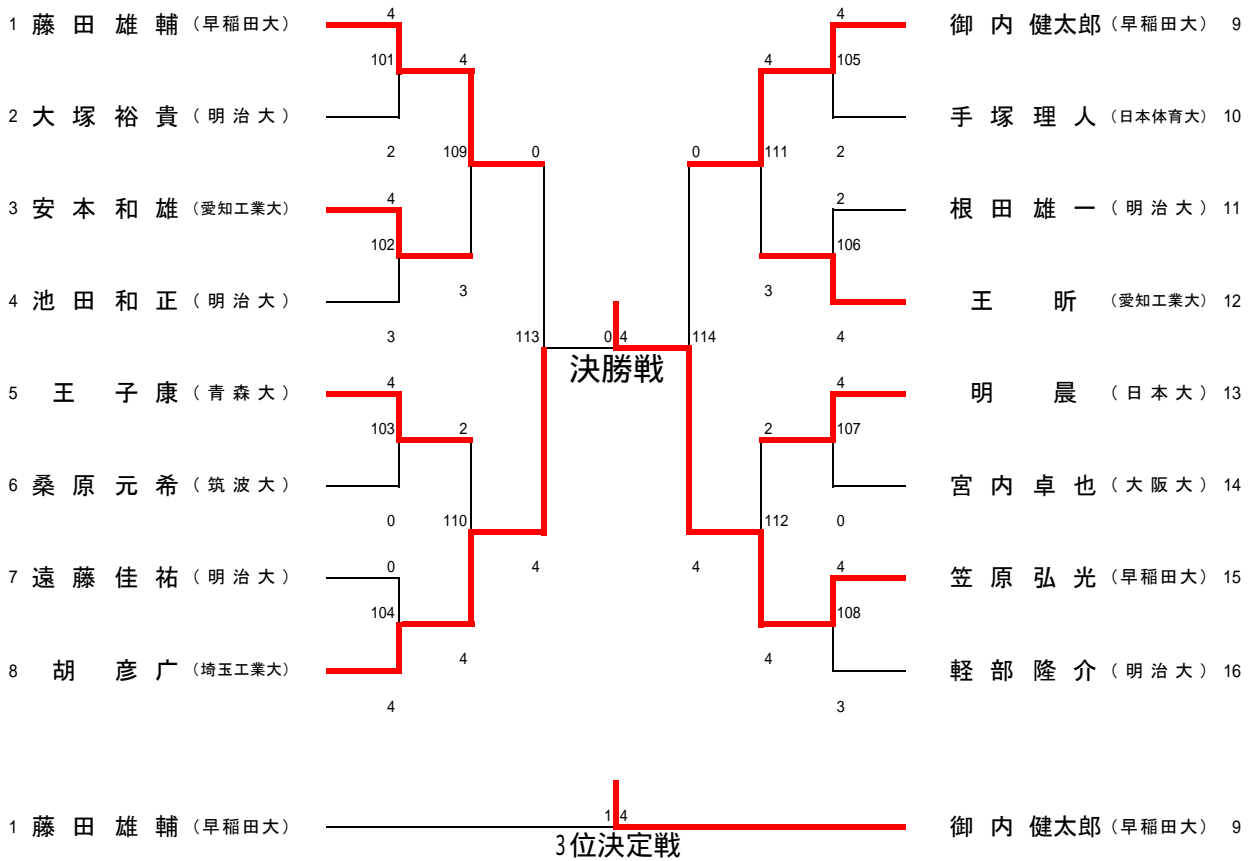 4 4
1 藤田雄輔 (早稲田大) 御内健太郎 (早稲田大) 9
101 4 4 105
2 大塚裕貴 (明治大) 手塚理人 (日本体育大) 10
2 109 0 0 111 2
3 安本和雄 (愛知工業大) 4 2 根田雄一 (明治大) 11
102 106
3 3
4 池田和正 (明治大) 王昕 (愛知工業大) 12
3 113 0 4 114 4
決勝戦
5 王子康 (青森大) 4 4 明晨 (日本大) 13
103 2 2 107
6 桑原元希 (筑波大) 宮内卓也 (大阪大) 14
0 110 112 0
7 遠藤佳祐 (明治大) 0 4 4 4 笠原弘光 (早稲田大) 15
104 108
4 4
8 胡彦广 (埼玉工業大) 軽部隆介 (明治大) 16
4 3
1 4
1 藤田雄輔 (早稲田大) 御内健太郎 (早稲田大) 9
3位決定戦